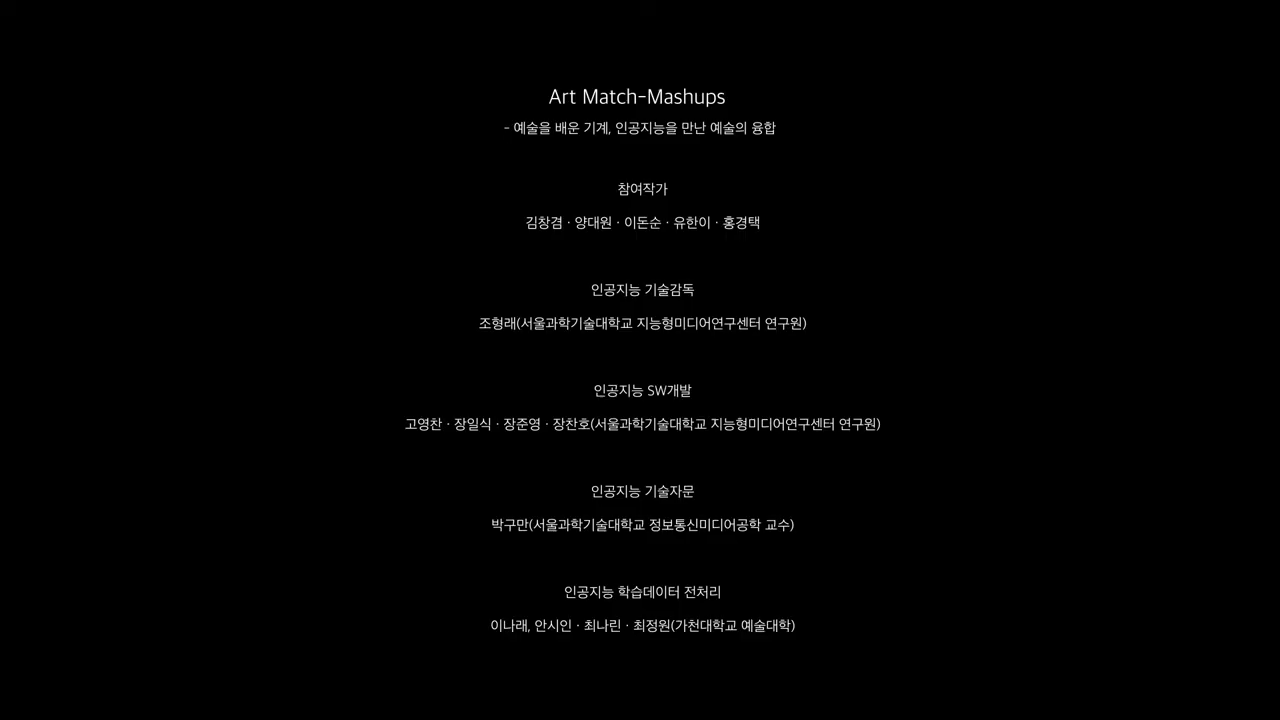 Art Match-Mashups
- 예술을 배운 기계, 인공지능을 만난 예술의 융합
참여작가
김창겸 · 양대원 · 이돈순 · 유한이 · 홍경택
인공지능 기술감독
조형래(서울과학기술대학교 지능형미디어연구센터 연구원)
인공지능 SW개발
고영찬 · 장일식 · 장준영 · 장찬호(서울과학기술대학교 지능형미디어연구센터 연구원)
인공지능 기술자문
박구만(서울과학기술대학교 정보통신미디어공학 교수)
인공지능 학습데이터 전처리
이나래, 안시인 · 최나린 · 최정원(가천대학교 예술대학)